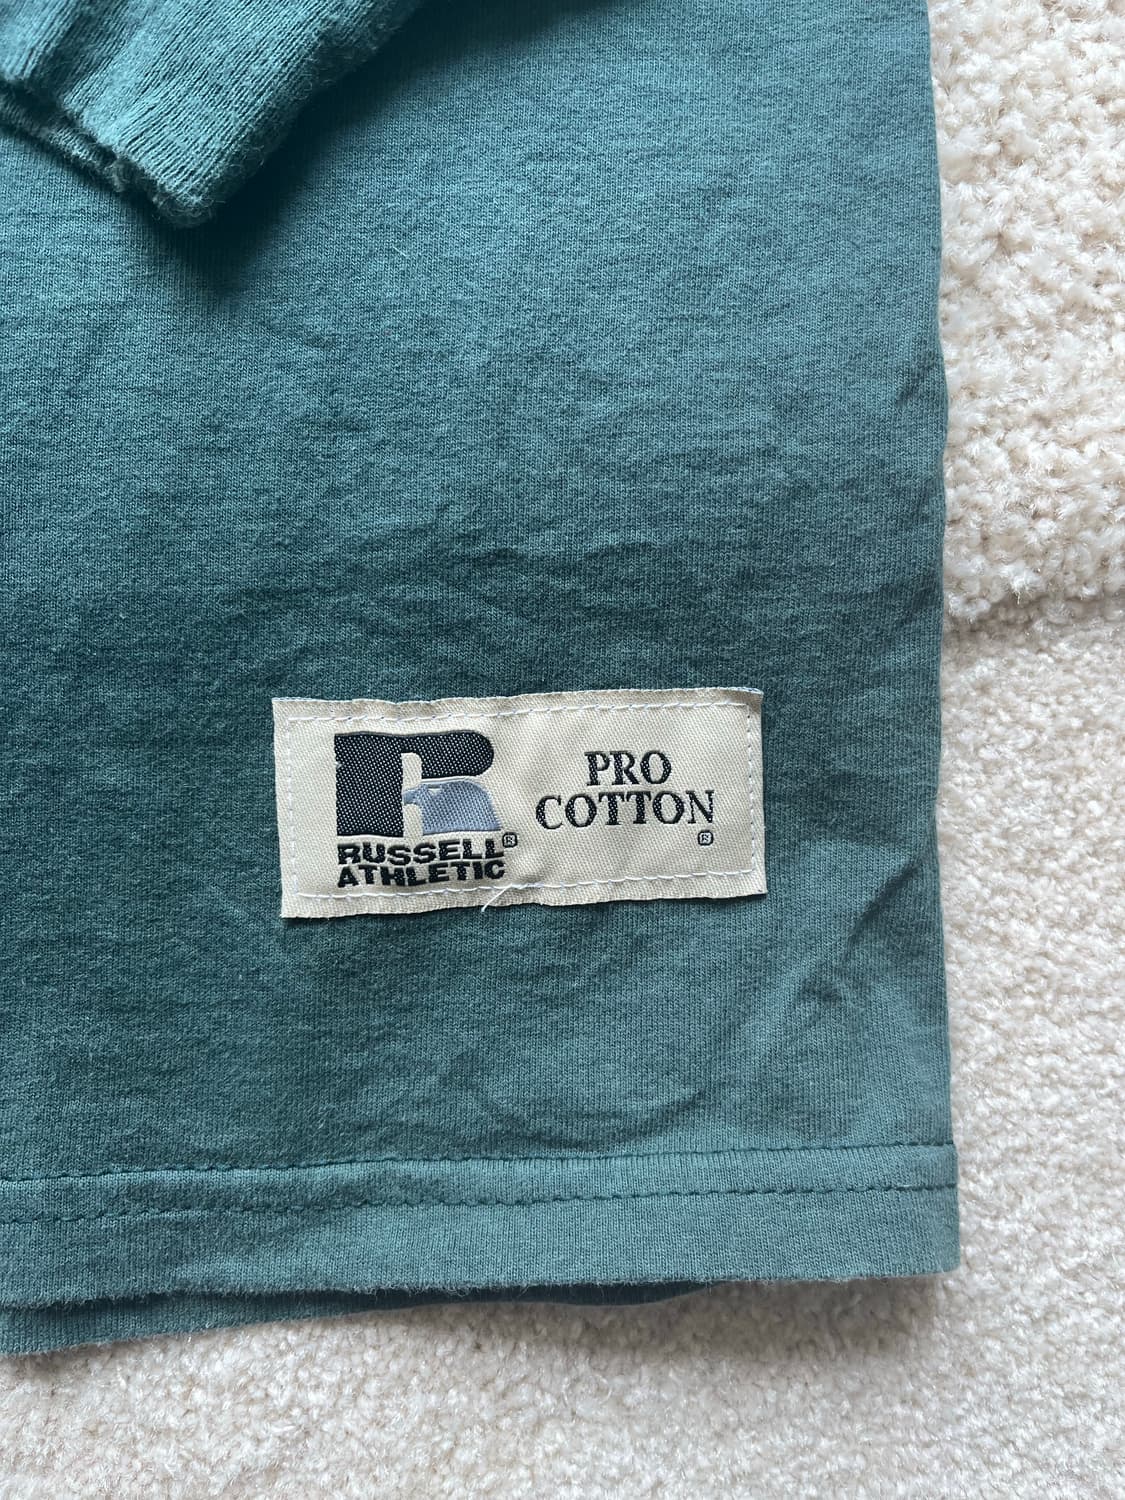 RUSSELL®
ATHLETIC
PRO
COTTON
®